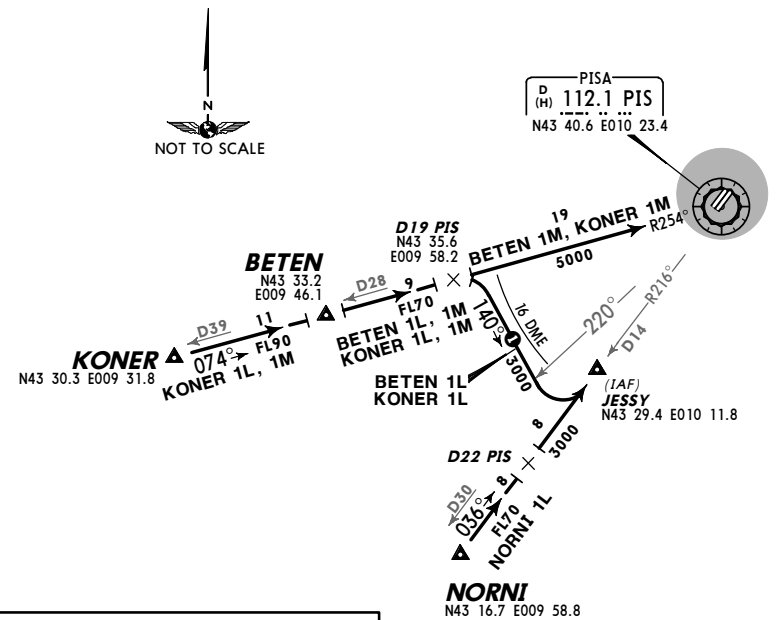 N
NOT TO SCALE
PISA
D
(H) 112.1 PIS
N43 40.6 E010 23.4
D19 PIS
N43 35.6
E009 58.2
19
BETEN 1M, KONER 1M
R254°
5000
BETEN
N43 33.2
E009 46.1
D28
9
FL70
BETEN 1L, 1M
KONER 1L, 1M
D39
11
074° FL90
KONER 1L, 1M
KONER
N43 30.3 E009 31.8
140°
16 DME
1
3000
BETEN 1L
KONER 1L
220°
R216°
D14
(IAF)
JESSY
N43 29.4 E010 11.8
8
3000
D22 PIS
D30
036°
8
FL70
NORNI 1L
NORNI
N43 16.7 E009 58.8